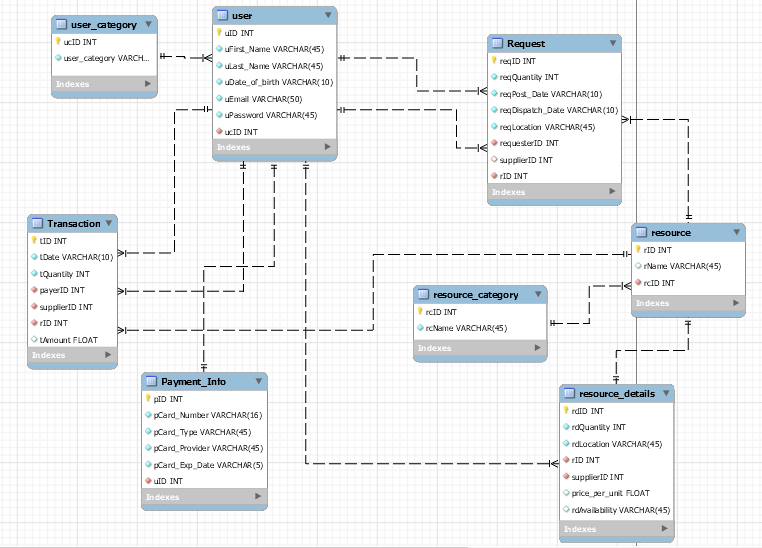 user_category
ucID INT
user_category VARCH...
Indexes
user
uID INT
uFirst_Name VARCHAR(45)
uLast_Name VARCHAR(45)
uDate_of_birth VARCHAR(10)
uEmail VARCHAR(50)
uPassword VARCHAR(45)
ucID INT
Indexes
Request
reqID INT
reqQuantity INT
reqPost_Date VARCHAR(10)
reqDispatch_Date VARCHAR(10)
reqLocation VARCHAR(45)
requesterID INT
supplierID INT
rID INT
Indexes
Transaction
tID INT
tDate VARCHAR(10)
tQuantity INT
payerID INT
supplierID INT
rID INT
tAmount FLOAT
Indexes
resource
rID INT
rName VARCHAR(45)
rcID INT
Indexes
resource_category
rcID INT
rcName VARCHAR(45)
Indexes
Payment_Info
pID INT
pCard_Number VARCHAR(16)
pCard_Type VARCHAR(45)
pCard_Provider VARCHAR(45)
pCard_Exp_Date VARCHAR(5)
uID INT
Indexes
resource_details
rdID INT
rdQuantity INT
rdLocation VARCHAR(45)
rID INT
supplierID INT
price_per_unit FLOAT
rdAvailability VARCHAR(45)
Indexes